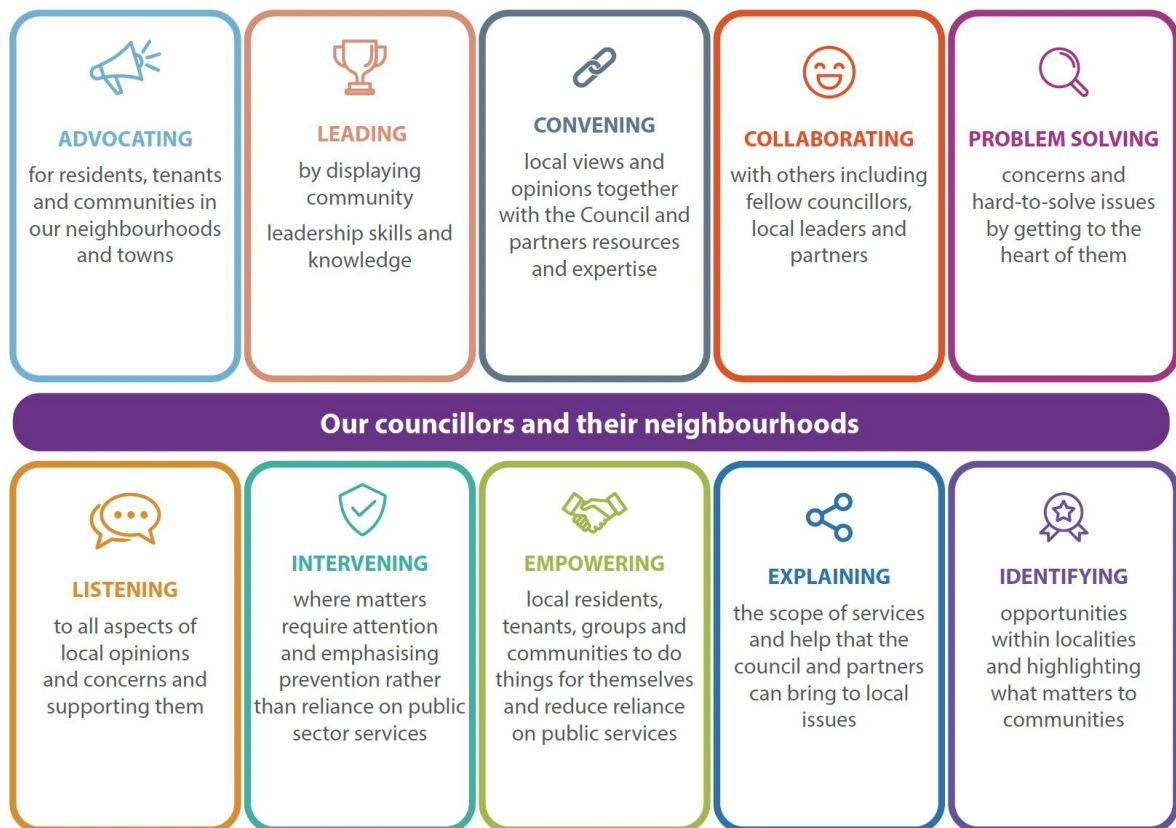 ADVOCATING
for residents, tenants
and communities in
our neighbourhoods
and towns
LEADING
by displaying
community
leadership skills and
knowledge
CONVENING
local views and
opinions together
with the Council and
partners resources
and expertise
COLLABORATING
with others including
fellow councillors,
local leaders and
partners
PROBLEM SOLVING
concerns and
hard-to-solve issues
by getting to the
heart of them
Our councillors and their neighbourhoods
LISTENING
to all aspects of
local opinions
and concerns and
supporting them
INTERVENING
where matters
require attention
and emphasising
prevention rather
than reliance on public
sector services
EMPOWERING
local residents,
tenants, groups and
communities to do
things for themselves
and reduce reliance
on public services
EXPLAINING
the scope of services
and help that the
council and partners
can bring to local
issues
IDENTIFYING
opportunities
within localities
and highlighting
what matters to
communities